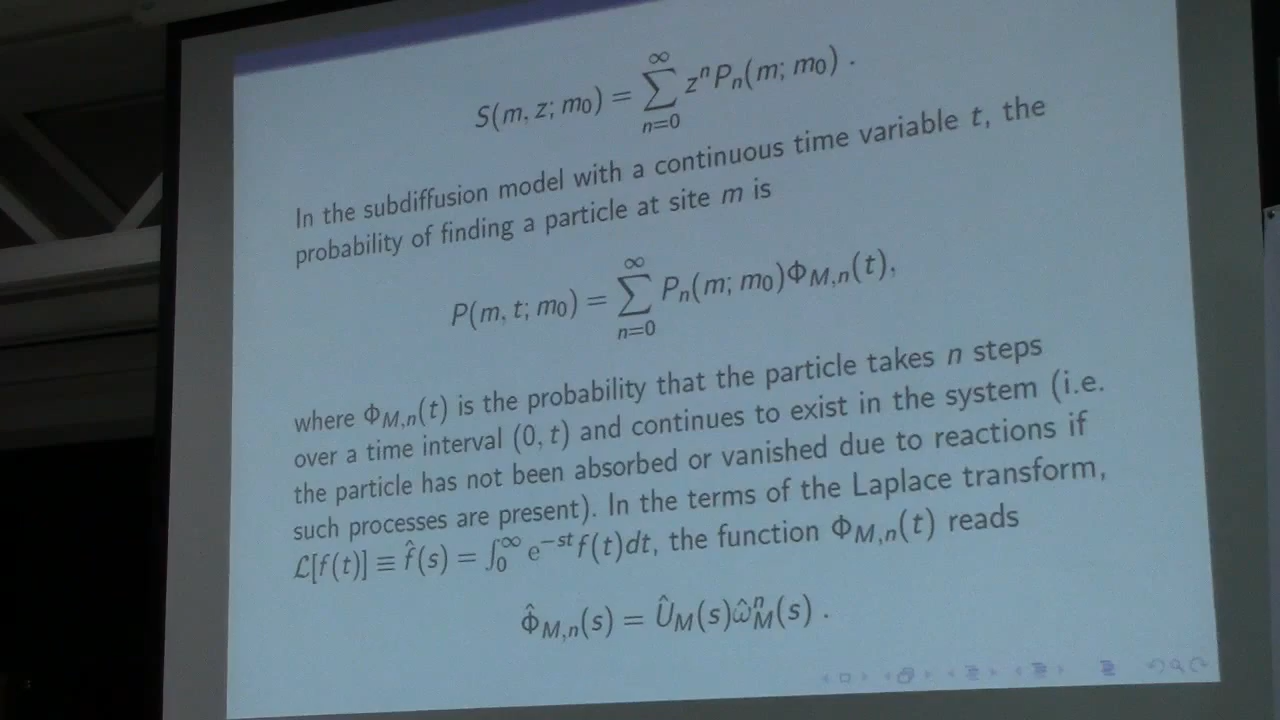 S(m, z; m₀) = ∑_{n=0}^{∞} zⁿPₙ(m; m₀) .
In the subdiffusion model with a continuous time variable t, the
probability of finding a particle at site m is
P(m, t; m₀) = ∑_{n=0}^{∞} Pₙ(m; m₀)Φ_{M,n}(t),
where Φ_{M,n}(t) is the probability that the particle takes n steps
over a time interval (0, t) and continues to exist in the system (i.e.
the particle has not been absorbed or vanished due to reactions if
such processes are present). In the terms of the Laplace transform,
ℒ[f(t)] ≡ f̂(s) = ∫₀^∞ e^{−st}f(t)dt, the function Φ_{M,n}(t) reads
Φ̂_{M,n}(s) = Û_M(s)ω̂_M^n(s) .